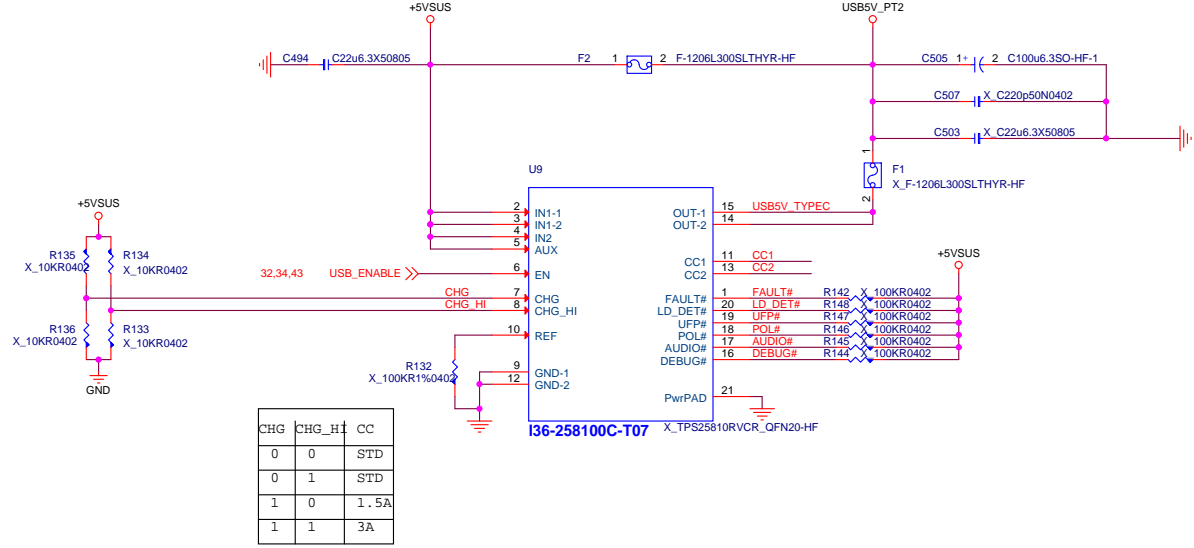 +5VSUS
USB5V_PT2
C494 C22u6.3X50805
F2 1 2 F-1206L300SLTHYR-HF
C505 1+ 2 C100u6.3SO-HF-1
C507 X_C220p50N0402
C503 X_C22u6.3X50805
1
F1
X_F-1206L300SLTHYR-HF
2
U9
2 IN1-1
3 IN1-2
4 IN2
5 AUX
6 EN
7 CHG
8 CHG_HI
10 REF
9 GND-1
12 GND-2
OUT-1 15 USB5V_TYPEC
OUT-2 14
CC1 11 CC1
CC2 13 CC2
FAULT# 1 FAULT# R142 X_100KR0402
LD_DET# 20 LD_DET# R148 X_100KR0402
UFP# 19 UFP# R147 X_100KR0402
POL# 18 POL# R146 X_100KR0402
AUDIO# 17 AUDIO# R145 X_100KR0402
DEBUG# 16 DEBUG# R144 X_100KR0402
PwrPAD 21
+5VSUS
+5VSUS
R135
X_10KR0402
R134
X_10KR0402
32,34,43 USB_ENABLE
CHG
CHG_HI
R136
X_10KR0402
R133
X_10KR0402
GND
R132
X_100KR1%0402
I36-258100C-T07
X_TPS25810RVCR_QFN20-HF
CHG CHG_HI CC
0 0 STD
0 1 STD
1 0 1.5A
1 1 3A